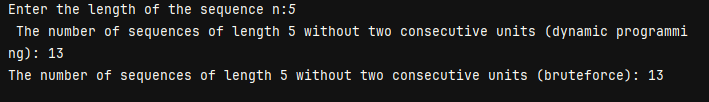 Enter the length of the sequence n:5
 The number of sequences of length 5 without two consecutive units (dynamic programmi
ng): 13
The number of sequences of length 5 without two consecutive units (bruteforce): 13